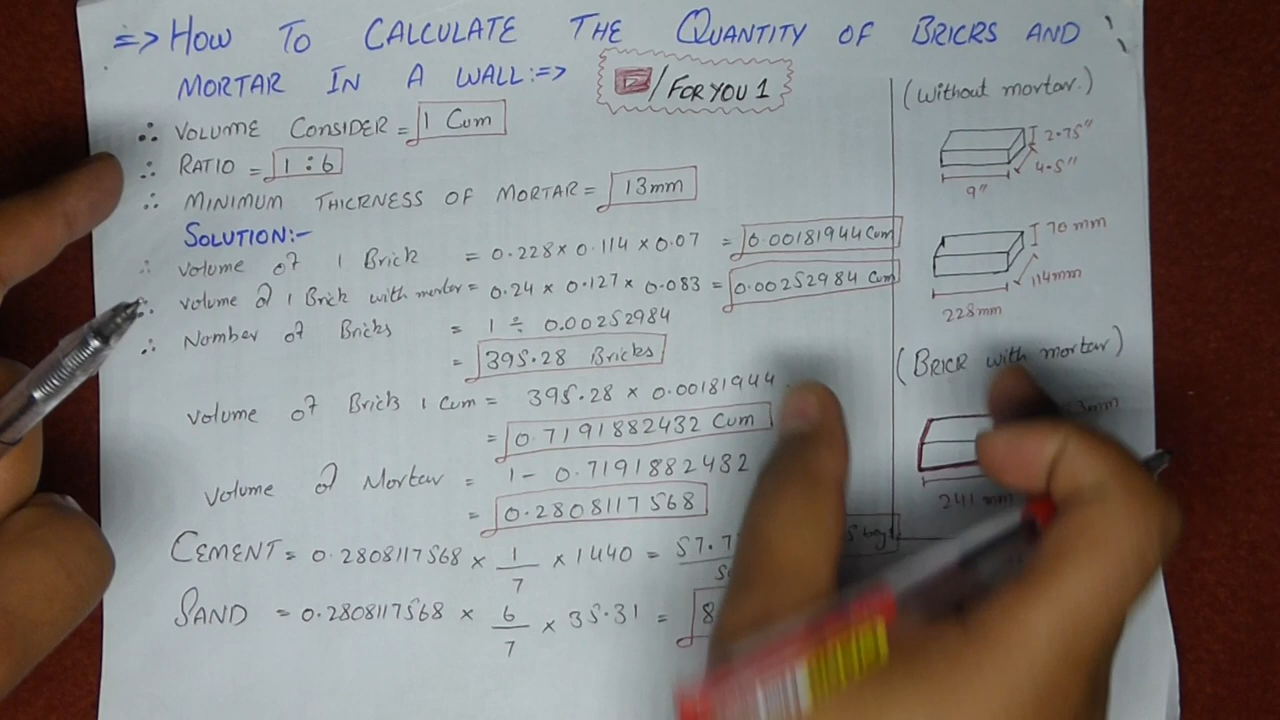 => HOW TO CALCULATE THE QUANTITY OF BRICKS AND
MORTAR IN A WALL:=>
/FOR YOU 1
∴ VOLUME CONSIDER = 1 Cum
∴ RATIO = 1:6
∴ MINIMUM THICKNESS OF MORTAR = 13mm
SOLUTION:-
∴ Volume of 1 Brick = 0.228 × 0.114 × 0.07 = 0.00181944 Cum
∴ Volume of 1 Brick with mortar = 0.24 × 0.127 × 0.083 = 0.00252984 Cum
∴ Number of Bricks = 1 ÷ 0.00252984
= 395.28 Bricks
Volume of Bricks 1 Cum = 395.28 × 0.00181944
= 0.7191882432 Cum
Volume of Mortar = 1 - 0.7191882432
= 0.2808117568
CEMENT = 0.2808117568 × 1/7 × 1440 = 57.7
SAND = 0.2808117568 × 6/7 × 35.31 = 8
(Without mortar.)
2.75"
4.5"
9"
70 mm
114mm
228mm
(BRICK with mortar)
241 mm